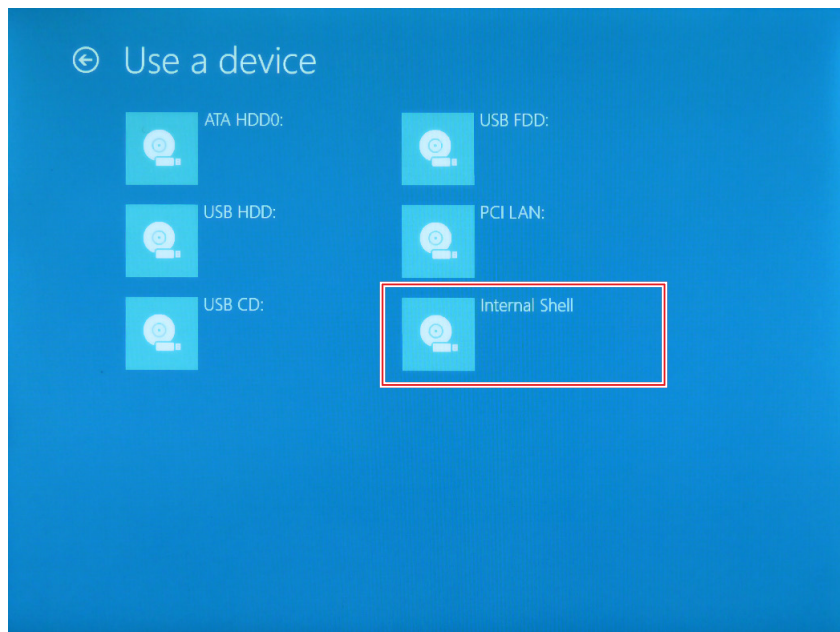 Use a device
ATA HDD0:
USB FDD:
USB HDD:
PCI LAN:
USB CD:
Internal Shell